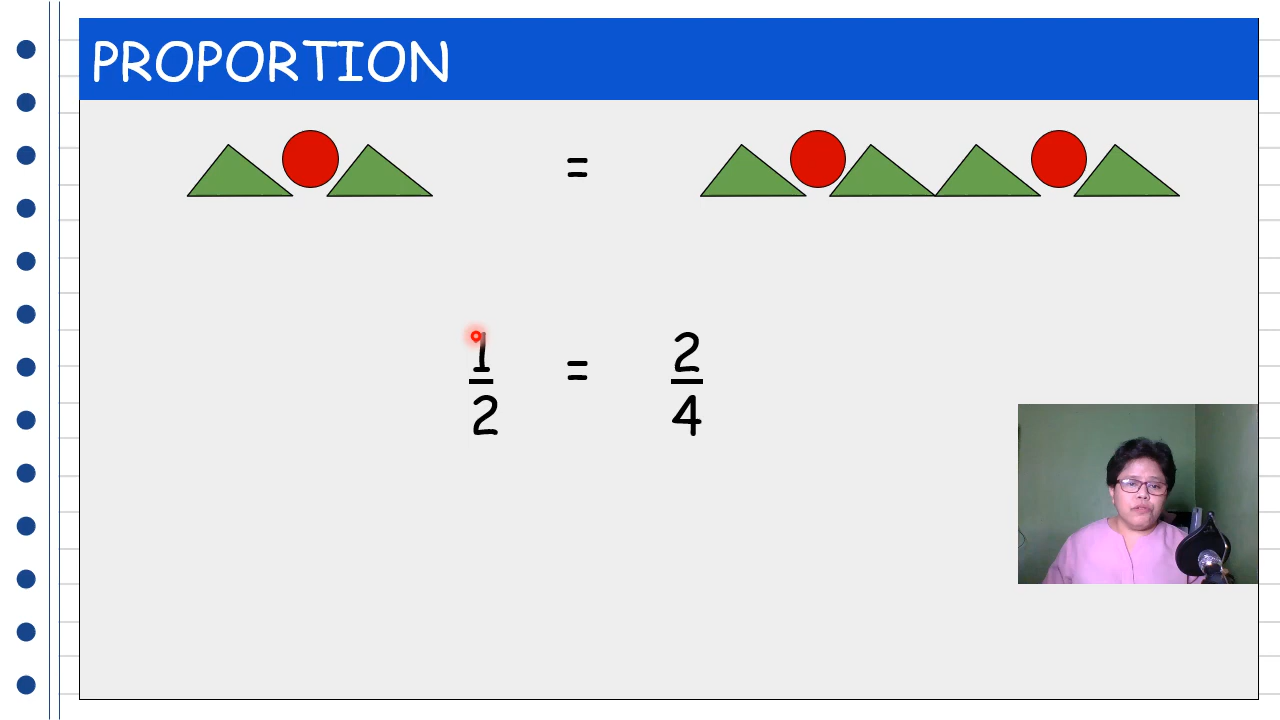 PROPORTION
=
1/2 = 2/4